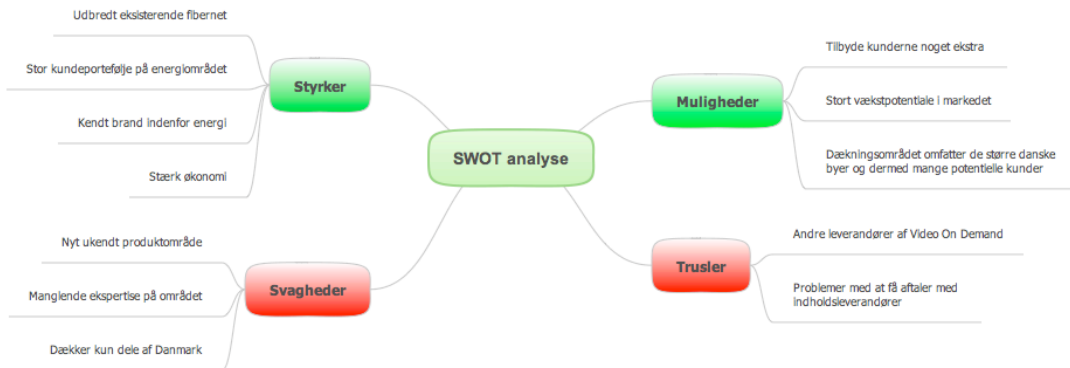 SWOT analyse
Styrker
Udbredt eksisterende fibernet
Stor kundeportefølje på energiområdet
Kendt brand indenfor energi
Stærk økonomi
Svagheder
Nyt ukendt produktområde
Manglende ekspertise på området
Dækker kun dele af Danmark
Muligheder
Tilbyde kunderne noget ekstra
Stort vækstpotentiale i markedet
Dækningsområdet omfatter de større danske
byer og dermed mange potentielle kunder
Trusler
Andre leverandører af Video On Demand
Problemer med at få aftaler med
indholdsleverandører